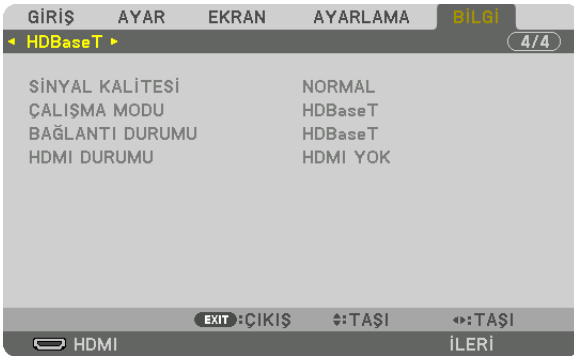 GİRİŞ AYAR EKRAN AYARLAMA BİLGİ
◄ HDBaseT ► 4/4
SİNYAL KALİTESİ NORMAL
ÇALIŞMA MODU HDBaseT
BAĞLANTI DURUMU HDBaseT
HDMI DURUMU HDMI YOK
EXIT :ÇIKIŞ :TAŞI :TAŞI
HDMI İLERİ